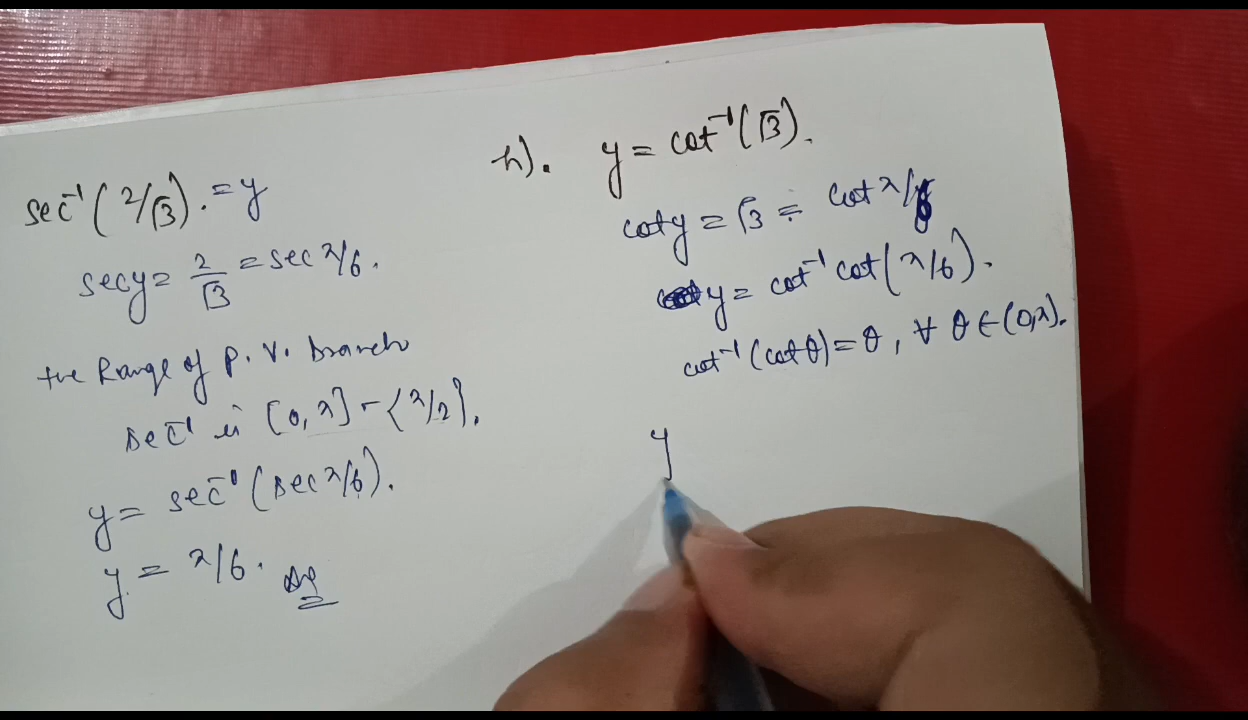 sec⁻¹(2/√3). = y
secy = 2/√3 = sec π/6.
the Range of P. V. branch
sec⁻¹ is [0, π] - {π/2}.
y = sec⁻¹(sec π/6).
y = π/6. Ans
h). y = cot⁻¹(√3).
coty = √3 = cot π/6
y = cot⁻¹ cot(π/6).
cot⁻¹(cot θ) = θ, ∀ θ ∈ (0, π).
y